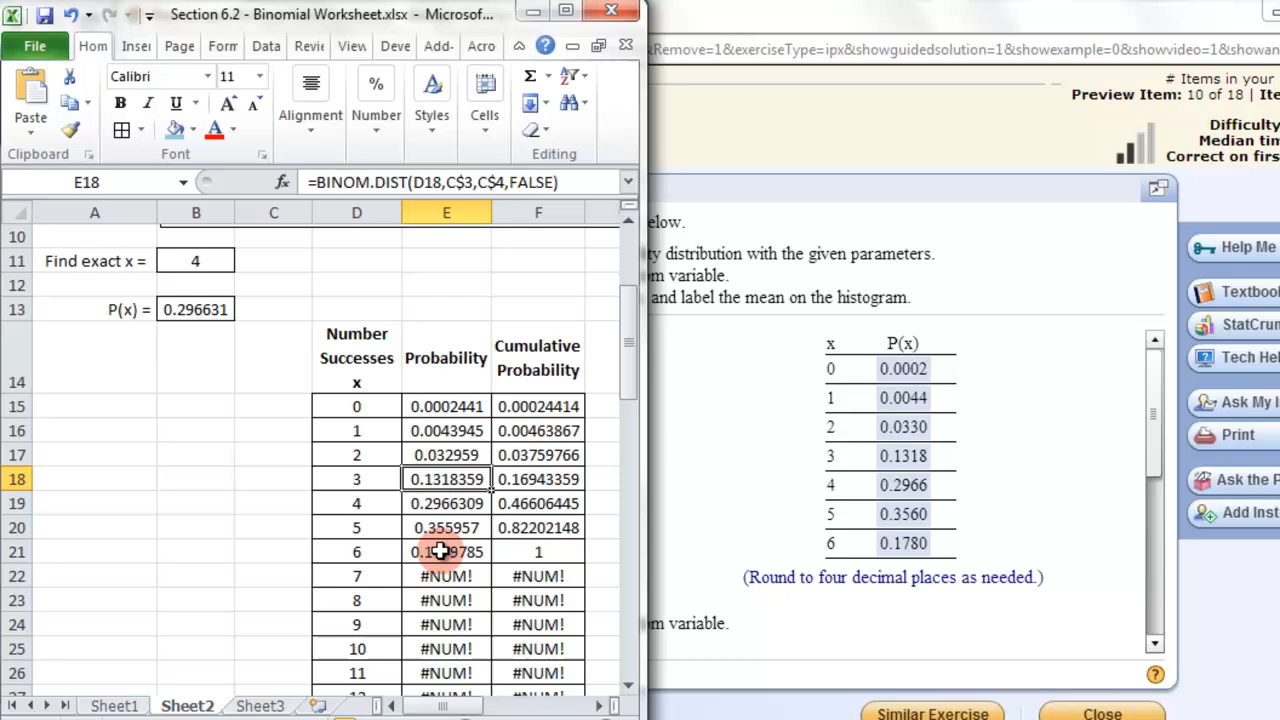 Section 6.2 - Binomial Worksheet.xlsx - Microsof...
File Hom Inser Page Form Data Revie View Deve Add- Acro
Remove=1&exerciseType=ipx&showguidedsolution=1&showexample=0&showvideo=1&showan
Paste
Calibri 11
B I U A A
Alignment Number Styles Cells
Clipboard Font Editing
E18 fx =BINOM.DIST(D18,C$3,C$4,FALSE)
A B C D E F
10
11 Find exact x = 4
12
13 P(x) = 0.296631
14 Number Successes x Probability Cumulative Probability
15 0 0.0002441 0.00024414
16 1 0.0043945 0.00463867
17 2 0.032959 0.03759766
18 3 0.1318359 0.16943359
19 4 0.2966309 0.46606445
20 5 0.355957 0.82202148
21 6 1
22 7 #NUM! #NUM!
23 8 #NUM! #NUM!
24 9 #NUM! #NUM!
25 10 #NUM! #NUM!
26 11 #NUM! #NUM!
Sheet1 Sheet2 Sheet3
# Items in your
Preview Item: 10 of 18 | Ite
Difficulty
Median tim
Correct on firs
elow.
ty distribution with the given parameters.
m variable.
and label the mean on the histogram.
x P(x)
0 0.0002
1 0.0044
2 0.0330
3 0.1318
4 0.2966
5 0.3560
6 0.1780
(Round to four decimal places as needed.)
m variable.
Similar Exercise Close
Help Me
Textboo
StatCrun
Tech Help
Ask My I
Print
Ask the P
Add Inst